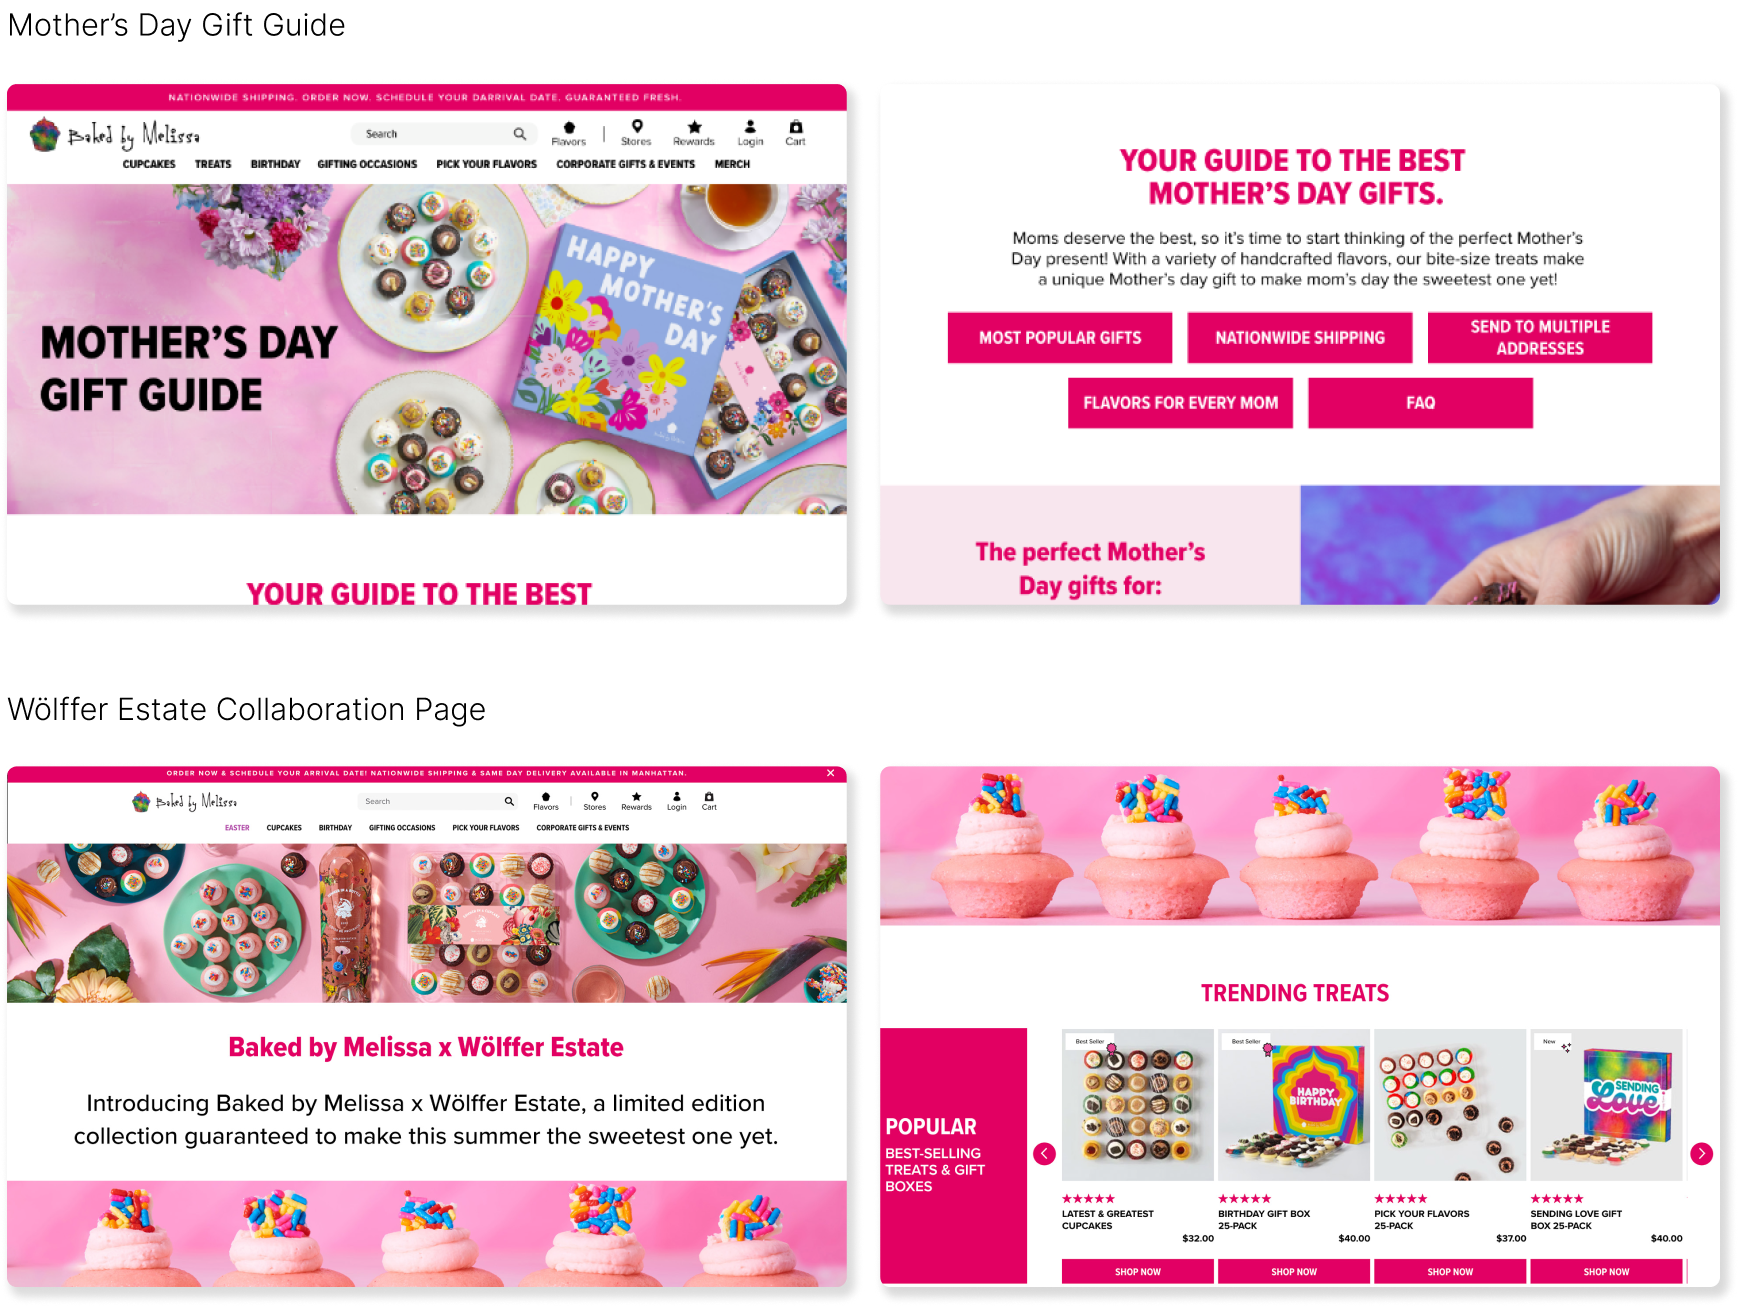 Mother's Day Gift Guide
NATIONWIDE SHIPPING. ORDER NOW. SCHEDULE YOUR DARRIVAL DATE. GUARANTEED FRESH.
Baked by Melissa
Search
Flavors
Stores
Rewards
Login
Cart
CUPCAKES TREATS BIRTHDAY GIFTING OCCASIONS PICK YOUR FLAVORS CORPORATE GIFTS & EVENTS MERCH
MOTHER'S DAY
GIFT GUIDE
HAPPY
MOTHER'S
DAY
YOUR GUIDE TO THE BEST
YOUR GUIDE TO THE BEST
MOTHER'S DAY GIFTS.
Moms deserve the best, so it's time to start thinking of the perfect Mother's
Day present! With a variety of handcrafted flavors, our bite-size treats make
a unique Mother's day gift to make mom's day the sweetest one yet!
MOST POPULAR GIFTS
NATIONWIDE SHIPPING
SEND TO MULTIPLE
ADDRESSES
FLAVORS FOR EVERY MOM
FAQ
The perfect Mother's
Day gifts for:
Wölffer Estate Collaboration Page
ORDER NOW & SCHEDULE YOUR ARRIVAL DATE! NATIONWIDE SHIPPING & SAME DAY DELIVERY AVAILABLE IN MANHATTAN.
Baked by Melissa
Search
Flavors
Stores
Rewards
Login
Cart
EASTER CUPCAKES BIRTHDAY GIFTING OCCASIONS PICK YOUR FLAVORS CORPORATE GIFTS & EVENTS
Baked by Melissa x Wölffer Estate
Introducing Baked by Melissa x Wölffer Estate, a limited edition
collection guaranteed to make this summer the sweetest one yet.
TRENDING TREATS
POPULAR
BEST-SELLING
TREATS & GIFT
BOXES
Best Seller
LATEST & GREATEST
CUPCAKES
$32.00
SHOP NOW
Best Seller
HAPPY
BIRTHDAY
BIRTHDAY GIFT BOX
25-PACK
$40.00
SHOP NOW
PICK YOUR FLAVORS
25-PACK
$37.00
SHOP NOW
New
SENDING
Love
SENDING LOVE GIFT
BOX 25-PACK
$40.00
SHOP NOW